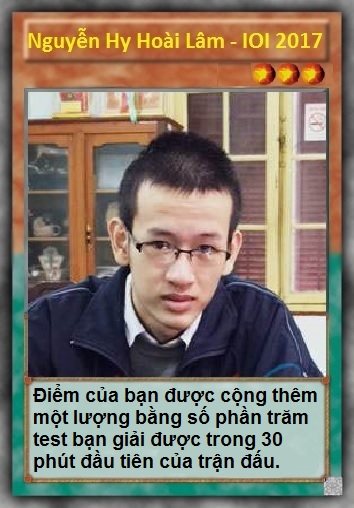 Nguyễn Hy Hoài Lâm - IOI 2017
Điểm của bạn được cộng thêm
một lượng bằng số phần trăm
test bạn giải được trong 30
phút đầu tiên của trận đấu.